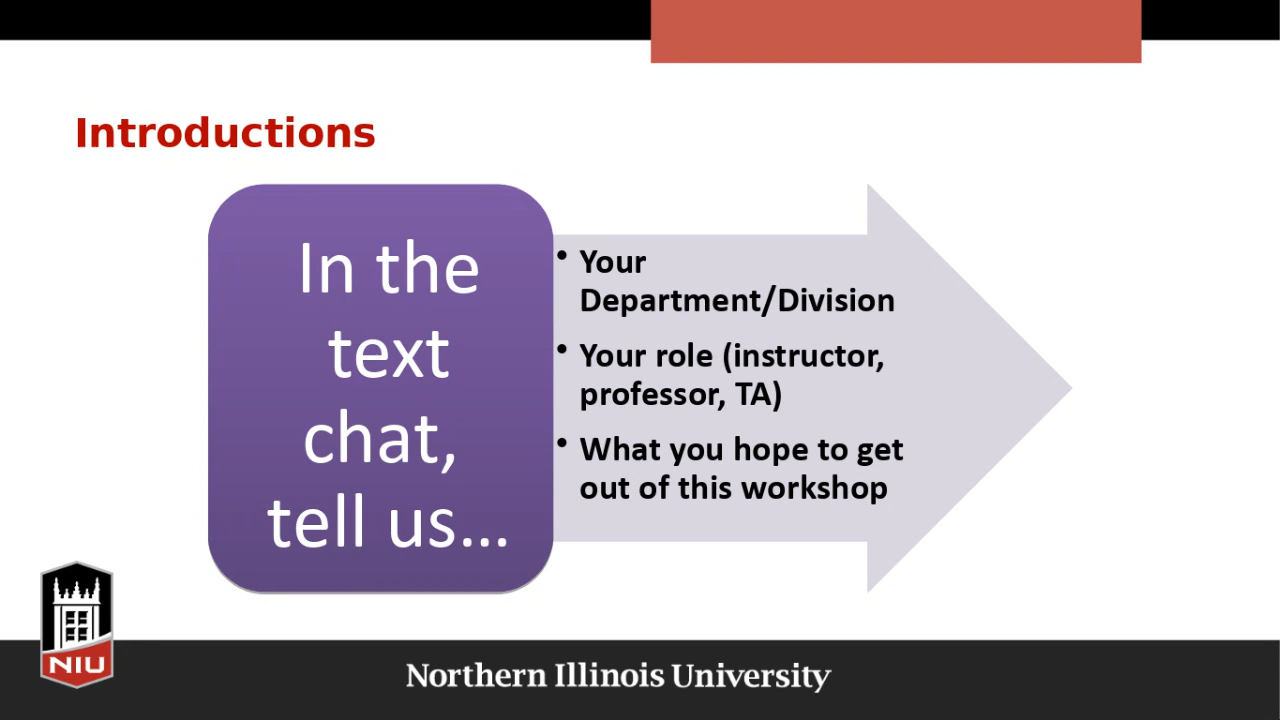 Introductions
In the
text
chat,
tell us...
• Your
Department/Division
• Your role (instructor,
professor, TA)
• What you hope to get
out of this workshop
NIU
Northern Illinois University